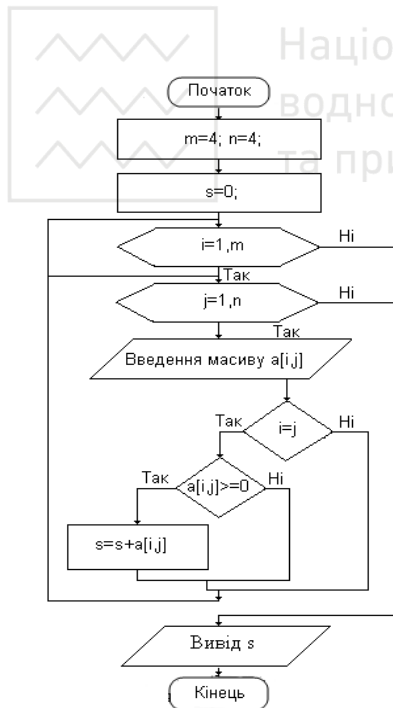 Націо
водно
та при
Початок
m=4; n=4;
s=0;
i=1,m
Ні
Так
j=1,n
Ні
Так
Введення масиву a[i,j]
i=j
Так
Ні
a[i,j]>=0
Так
Ні
s=s+a[i,j]
Вивід s
Кінець